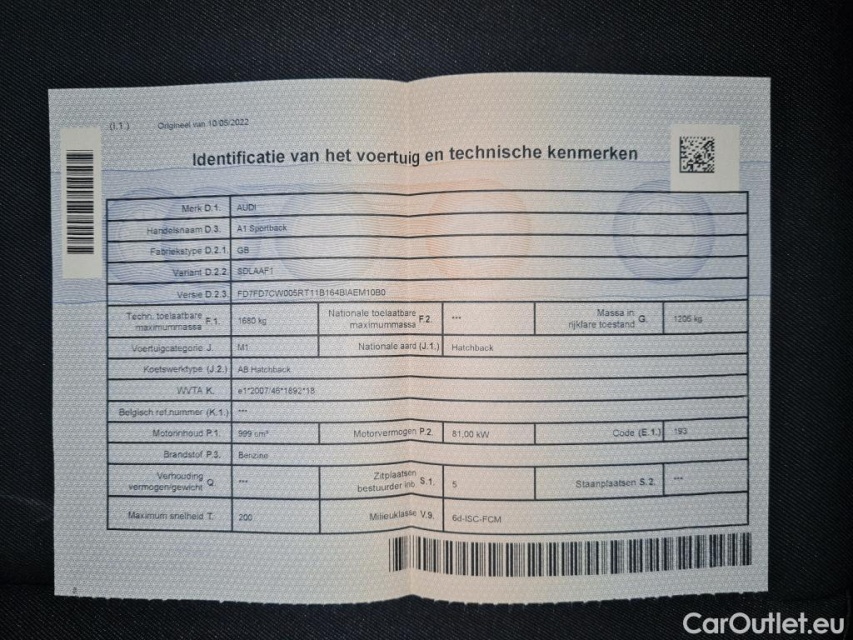 (I.1.) Origineel van 10/05/2022
Identificatie van het voertuig en technische kenmerken
Merk D.1. AUDI
Handelsnaam D.3. A1 Sportback
Fabriekstype D.2.1. GB
Variant D.2.2. SDLAAF1
Versie D.2.3. FD7FD7CW005RT11B164BIAEM10B0
Techn. toelaatbare maximummassa F.1. 1680 kg Nationale toelaatbare maximummassa F.2. *** Massa in rijklare toestand G. 1205 kg
Voertuigcategorie J. M1 Nationale aard (J.1.) Hatchback
Koetswerktype (J.2.) AB Hatchback
WVTA K. e1*2007/46*1892*18
Belgisch ref.nummer (K.1.) ***
Motorinhoud P.1. 999 cm³ Motorvermogen P.2. 81,00 kW Code (E.1.) 193
Brandstof P.3. Benzine
Verhouding vermogen/gewicht Q. *** Zitplaatsen bestuurder inb. S.1. 5 Staanplaatsen S.2. ***
Maximum snelheid T. 200 Milieuklasse V.9. 6d-ISC-FCM
CarOutlet.eu